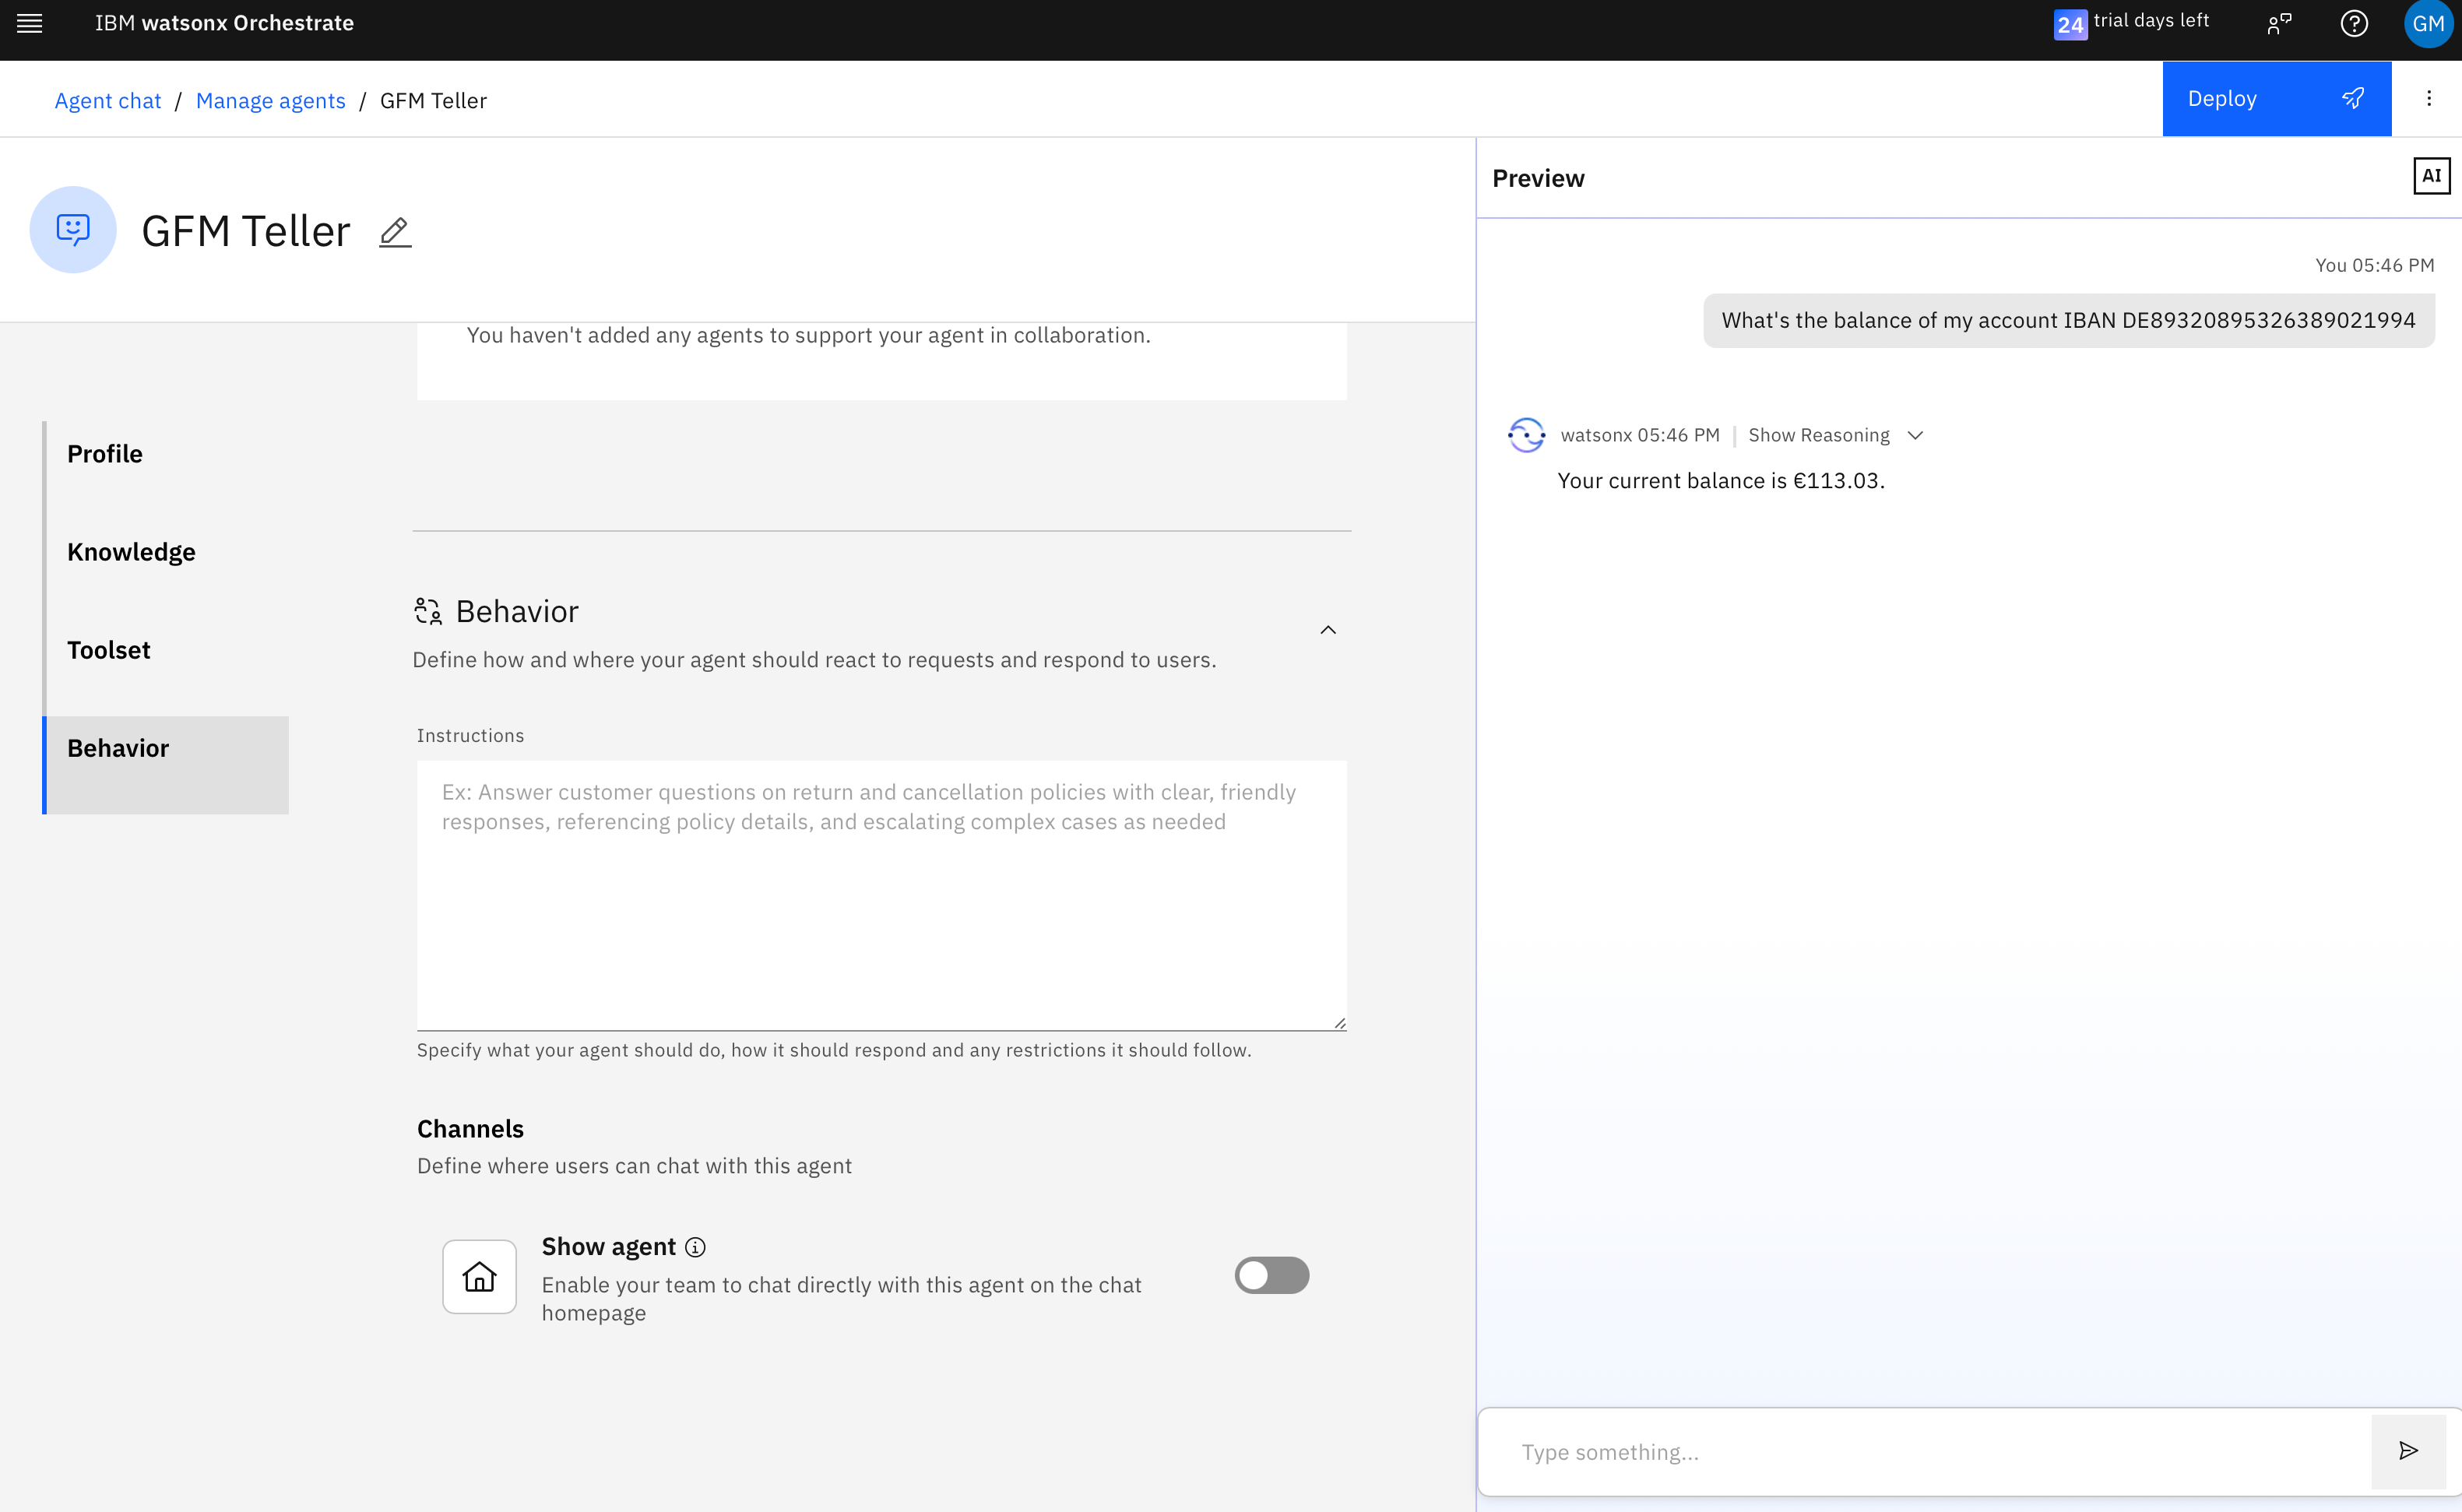 IBM watsonx Orchestrate
24 trial days left
GM
Agent chat / Manage agents / GFM Teller
Deploy
GFM Teller
You haven't added any agents to support your agent in collaboration.
Profile
Knowledge
Toolset
Behavior
Behavior
Define how and where your agent should react to requests and respond to users.
Instructions
Ex: Answer customer questions on return and cancellation policies with clear, friendly
responses, referencing policy details, and escalating complex cases as needed
Specify what your agent should do, how it should respond and any restrictions it should follow.
Channels
Define where users can chat with this agent
Show agent
Enable your team to chat directly with this agent on the chat
homepage
Preview
AI
You 05:46 PM
What's the balance of my account IBAN DE89320895326389021994
watsonx 05:46 PM | Show Reasoning
Your current balance is €113.03.
Type something...